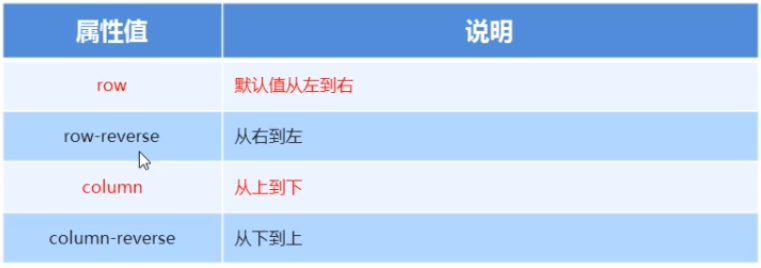 属性值 说明
row 默认值从左到右
row-reverse 从右到左
column 从上到下
column-reverse 从下到上